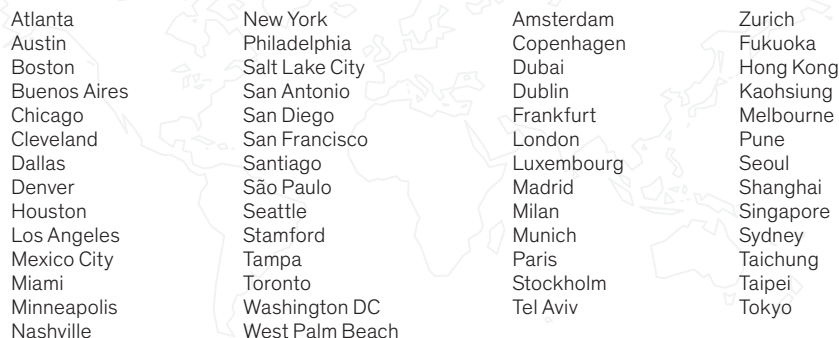 Atlanta
Austin
Boston
Buenos Aires
Chicago
Cleveland
Dallas
Denver
Houston
Los Angeles
Mexico City
Miami
Minneapolis
Nashville
New York
Philadelphia
Salt Lake City
San Antonio
San Diego
San Francisco
Santiago
São Paulo
Seattle
Stamford
Tampa
Toronto
Washington DC
West Palm Beach
Amsterdam
Copenhagen
Dubai
Dublin
Frankfurt
London
Luxembourg
Madrid
Milan
Munich
Paris
Stockholm
Tel Aviv
Zurich
Fukuoka
Hong Kong
Kaohsiung
Melbourne
Pune
Seoul
Shanghai
Singapore
Sydney
Taichung
Taipei
Tokyo